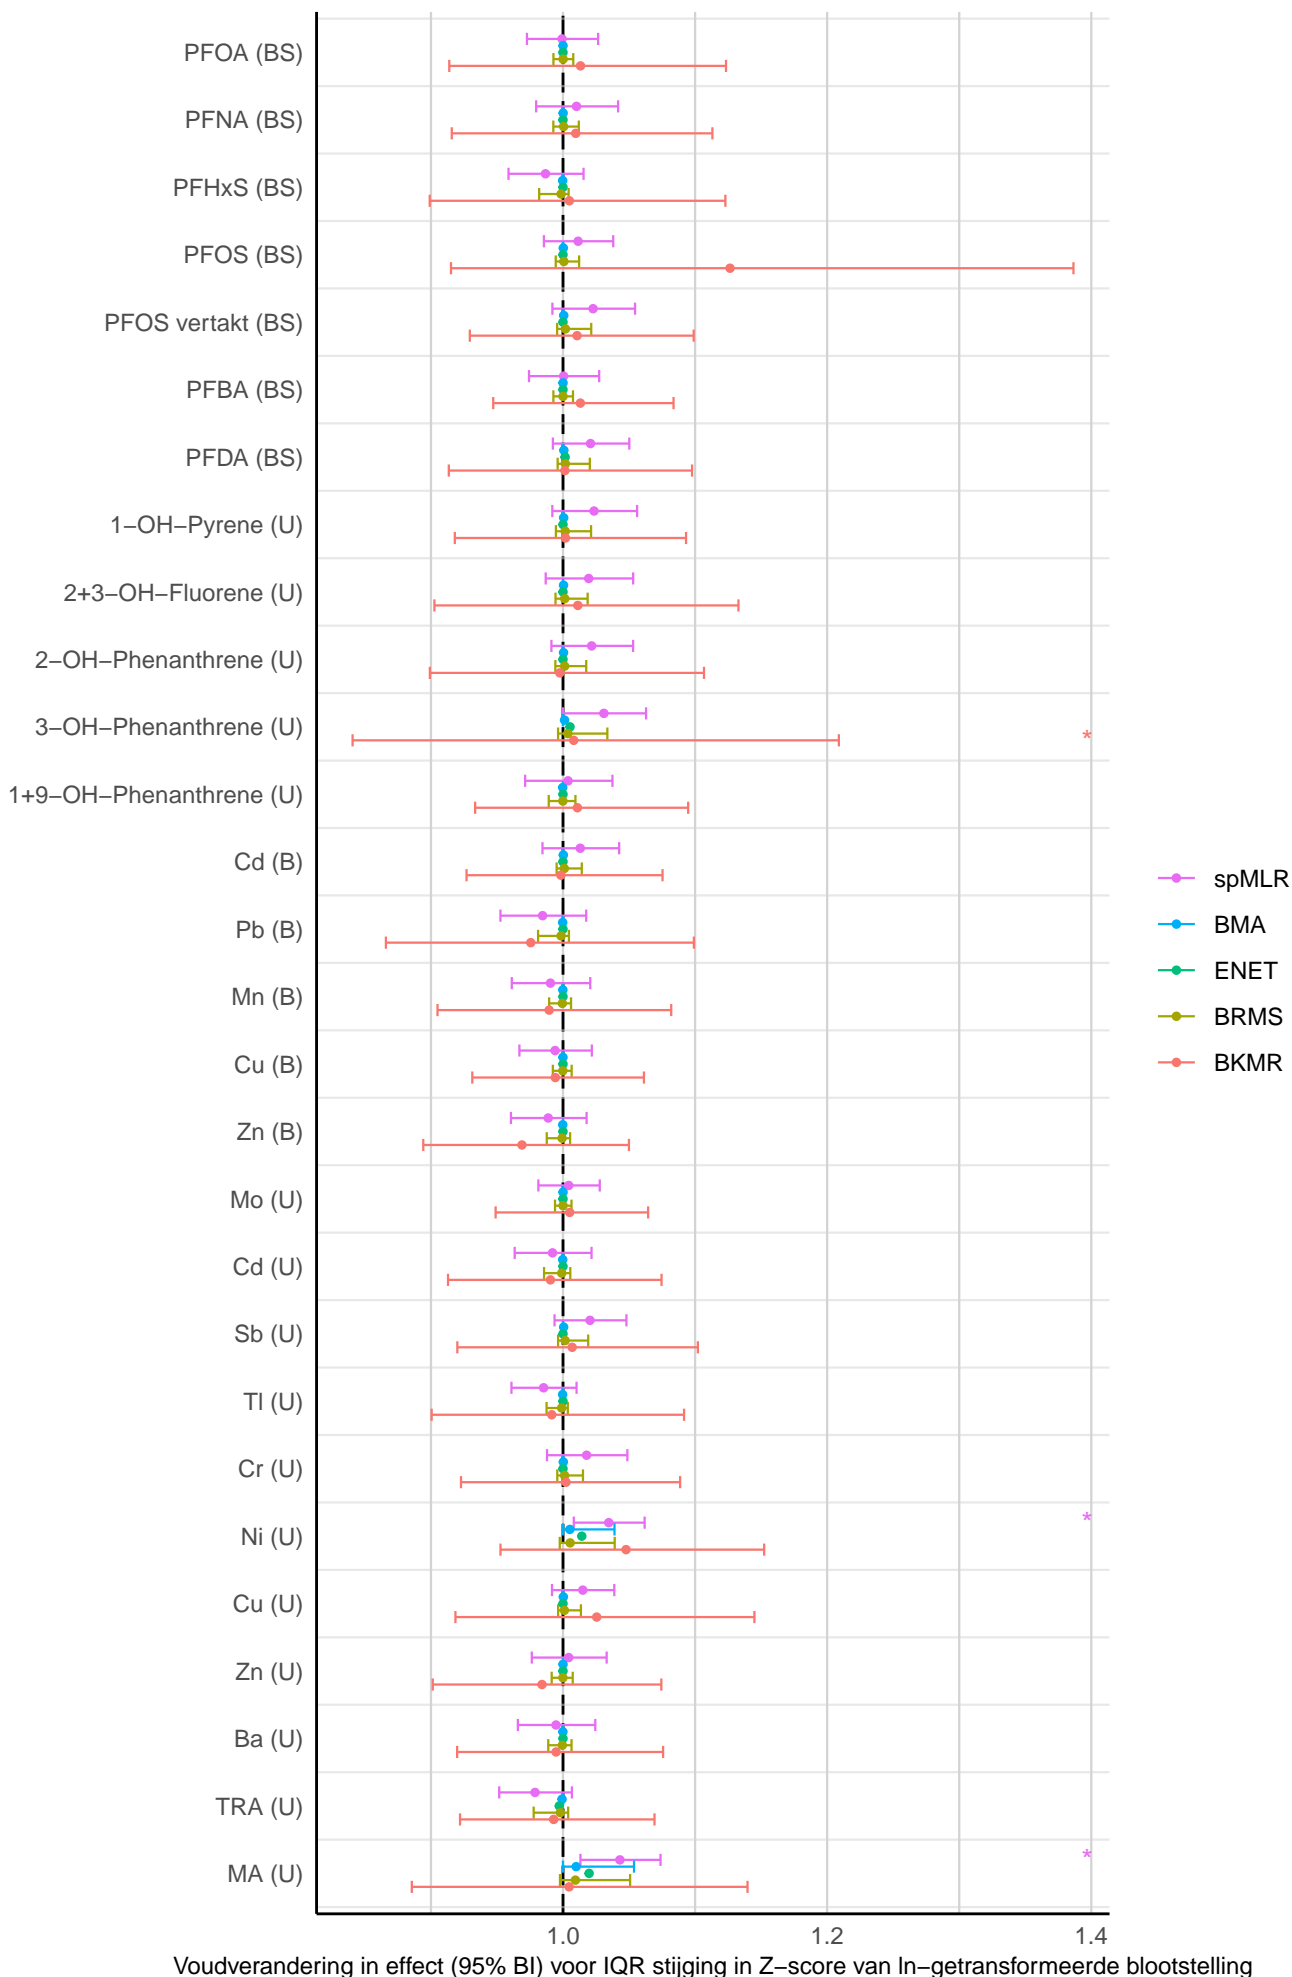 PFOA (BS)
PFNA (BS)
PFHxS (BS)
PFOS (BS)
PFOS vertakt (BS)
PFBA (BS)
PFDA (BS)
1−OH−Pyrene (U)
2+3−OH−Fluorene (U)
2−OH−Phenanthrene (U)
3−OH−Phenanthrene (U)
*
1+9−OH−Phenanthrene (U)
Cd (B)
Pb (B)
Mn (B)
Cu (B)
Zn (B)
Mo (U)
Cd (U)
Sb (U)
Tl (U)
Cr (U)
Ni (U)
*
Cu (U)
Zn (U)
Ba (U)
TRA (U)
MA (U)
*
spMLR
BMA
ENET
BRMS
BKMR
1.0 1.2 1.4
Voudverandering in effect (95% BI) voor IQR stijging in Z−score van ln−getransformeerde blootstelling